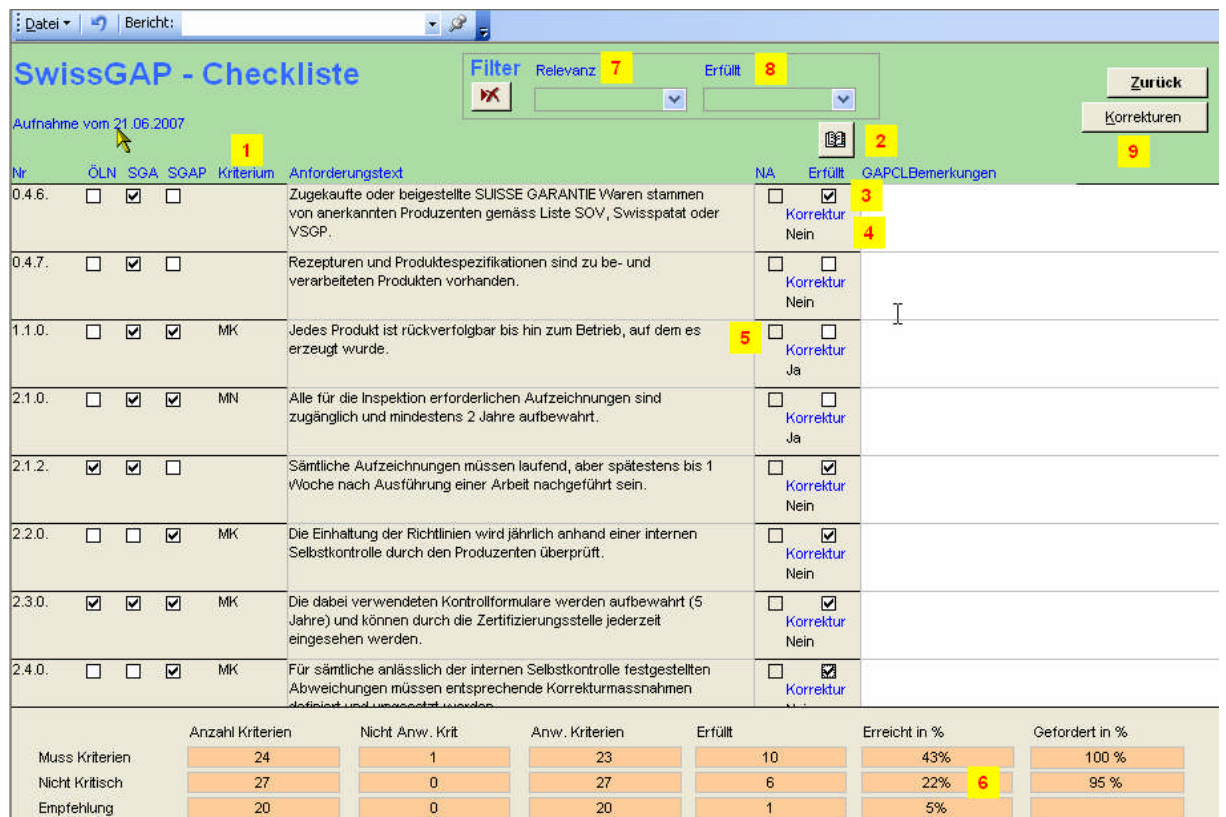 Datei Bericht:
SwissGAP - Checkliste
Filter Relevanz 7 Erfüllt 8
Zurück
Korrekturen
Aufnahme vom 21.06.2007
1 2 9
Nr ÖLN SGA SGAP Kriterium Anforderungstext NA Erfüllt GAPCLBemerkungen
0.4.6. Zugekaufte oder beigestellte SUISSE GARANTIE Waren stammen 3
von anerkannten Produzenten gemäss Liste SOV, Swisspatat oder Korrektur
VSGP. Nein 4
0.4.7. Rezepturen und Produktespezifikationen sind zu be- und
verarbeiteten Produkten vorhanden. Korrektur
Nein
1.1.0. MK Jedes Produkt ist rückverfolgbar bis hin zum Betrieb, auf dem es 5
erzeugt wurde. Korrektur
Ja
2.1.0. MN Alle für die Inspektion erforderlichen Aufzeichnungen sind
zugänglich und mindestens 2 Jahre aufbewahrt. Korrektur
Ja
2.1.2. Sämtliche Aufzeichnungen müssen laufend, aber spätestens bis 1
Woche nach Ausführung einer Arbeit nachgeführt sein. Korrektur
Nein
2.2.0. MK Die Einhaltung der Richtlinien wird jährlich anhand einer internen
Selbstkontrolle durch den Produzenten überprüft. Korrektur
Nein
2.3.0. MK Die dabei verwendeten Kontrollformulare werden aufbewahrt (5
Jahre) und können durch die Zertifizierungsstelle jederzeit Korrektur
eingesehen werden. Nein
2.4.0. MK Für sämtliche anlässlich der internen Selbstkontrolle festgestellten
Abweichungen müssen entsprechende Korrekturmassnahmen Korrektur
Anzahl Kriterien Nicht Anw. Krit Anw. Kriterien Erfüllt Erreicht in % Gefordert in %
Muss Kriterien 24 1 23 10 43% 100 %
Nicht Kritisch 27 0 27 6 22% 6 95 %
Empfehlung 20 0 20 1 5%